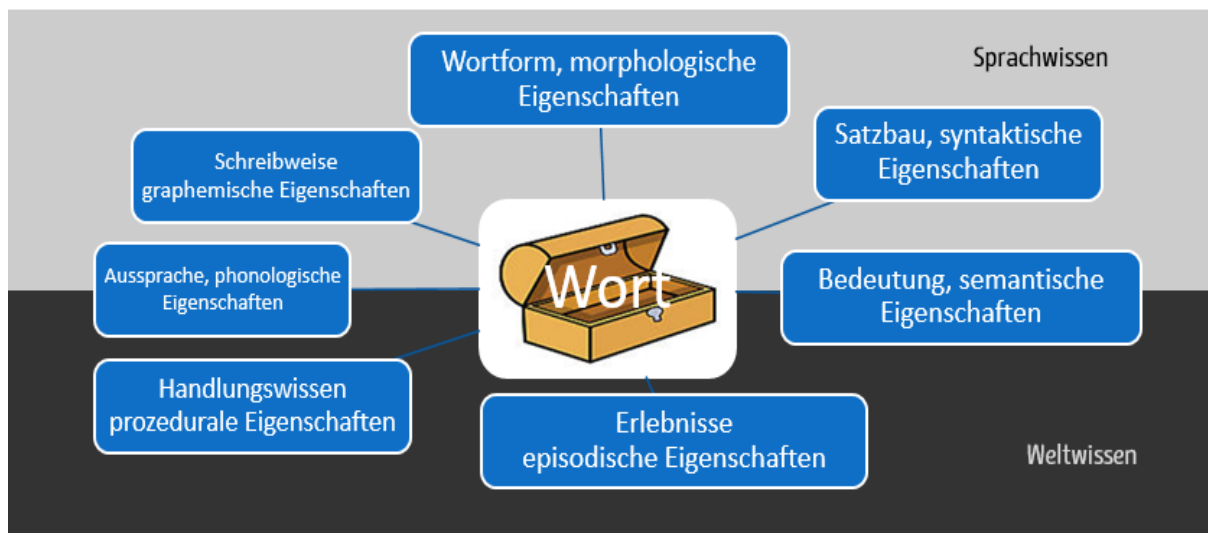 Wortform, morphologische
Eigenschaften
Sprachwissen
Satzbau, syntaktische
Eigenschaften
Schreibweise
graphemische Eigenschaften
Aussprache, phonologische
Eigenschaften
Wort
Bedeutung, semantische
Eigenschaften
Handlungswissen
prozedurale Eigenschaften
Erlebnisse
episodische Eigenschaften
Weltwissen